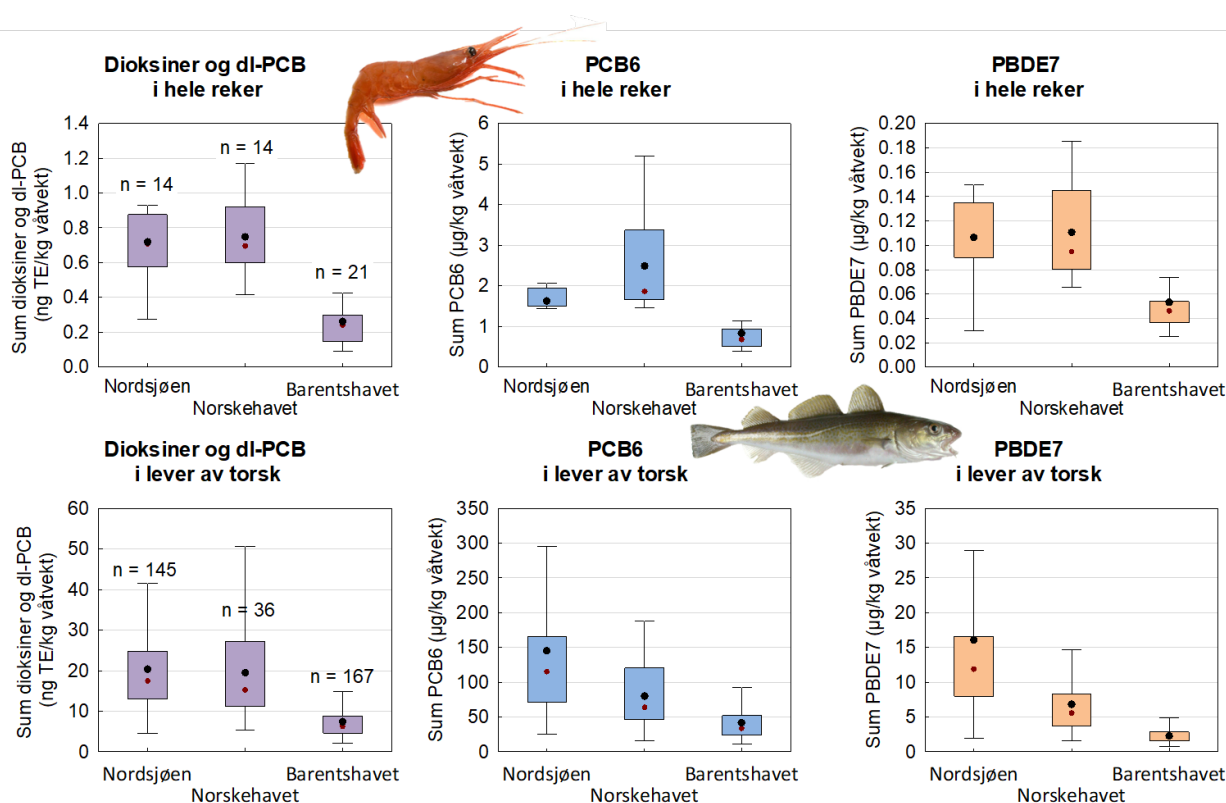 Dioksiner og dl-PCB
i hele reker
Sum dioksiner og dl-PCB
(ng TE/kg våtvekt)
1.4
1.2
1.0
0.8
0.6
0.4
0.2
0.0
n = 14
n = 14
n = 21
Nordsjøen
Norskehavet
Barentshavet
PCB6
i hele reker
Sum PCB6 (µg/kg våtvekt)
6
5
4
3
2
1
0
Nordsjøen
Norskehavet
Barentshavet
PBDE7
i hele reker
Sum PBDE7 (µg/kg våtvekt)
0.20
0.18
0.16
0.14
0.12
0.10
0.08
0.06
0.04
0.02
0.00
Nordsjøen
Norskehavet
Barentshavet
Dioksiner og dl-PCB
i lever av torsk
Sum dioksiner og dl-PCB
(ng TE/kg våtvekt)
60
50
40
30
20
10
0
n = 145
n = 36
n = 167
Nordsjøen
Norskehavet
Barentshavet
PCB6
i lever av torsk
Sum PCB6 (µg/kg våtvekt)
350
300
250
200
150
100
50
0
Nordsjøen
Norskehavet
Barentshavet
PBDE7
i lever av torsk
Sum PBDE7 (µg/kg våtvekt)
35
30
25
20
15
10
5
0
Nordsjøen
Norskehavet
Barentshavet